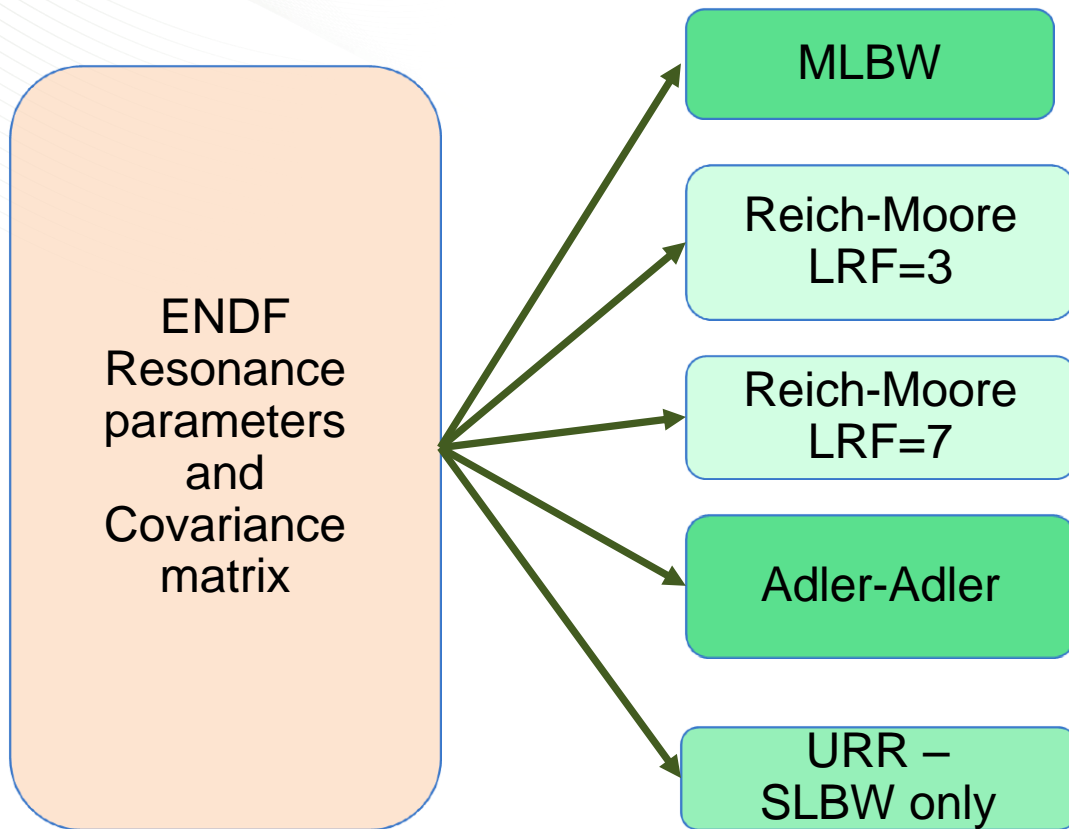 ENDF
Resonance
parameters
and
Covariance
matrix
MLBW
Reich-Moore
LRF=3
Reich-Moore
LRF=7
Adler-Adler
URR –
SLBW only